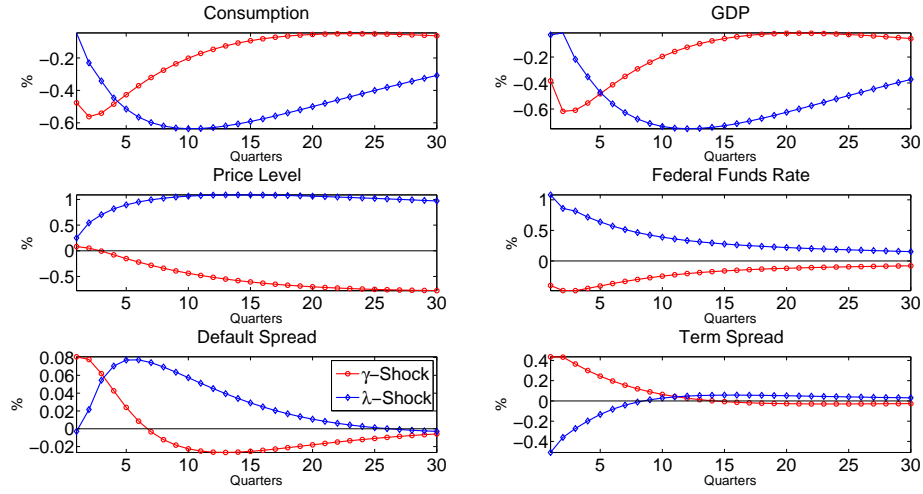 Consumption
GDP
%
−0.2
−0.4
−0.6
5 10 15 20 25 30
Quarters
%
−0.2
−0.4
−0.6
5 10 15 20 25 30
Quarters
Price Level
Federal Funds Rate
%
1
0.5
0
−0.5
5 10 15 20 25 30
Quarters
%
1
0.5
0
5 10 15 20 25 30
Quarters
Default Spread
Term Spread
%
0.08
0.06
0.04
0.02
0
−0.02
γ−Shock
λ−Shock
5 10 15 20 25 30
Quarters
%
0.4
0.2
0
−0.2
−0.4
5 10 15 20 25 30
Quarters